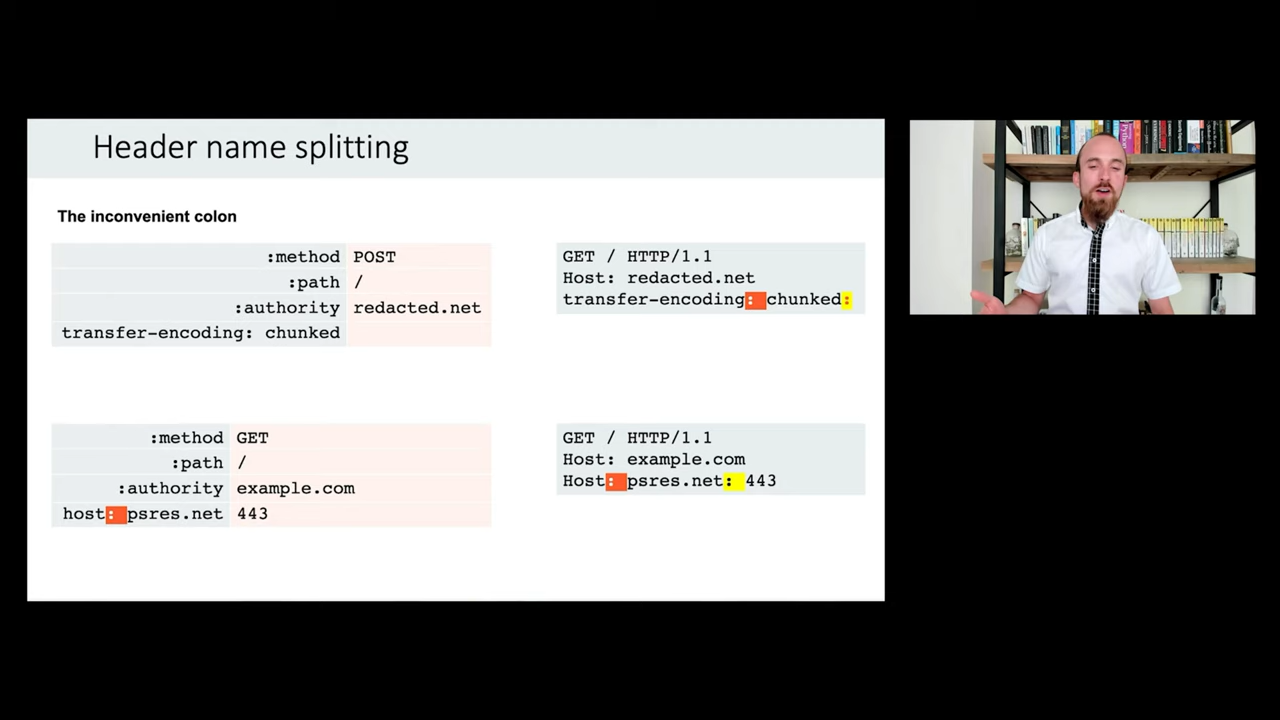 Header name splitting
The inconvenient colon
:method POST
:path /
:authority redacted.net
transfer-encoding: chunked
GET / HTTP/1.1
Host: redacted.net
transfer-encoding: chunked:
:method GET
:path /
:authority example.com
host: psres.net 443
GET / HTTP/1.1
Host: example.com
Host: psres.net: 443
Python